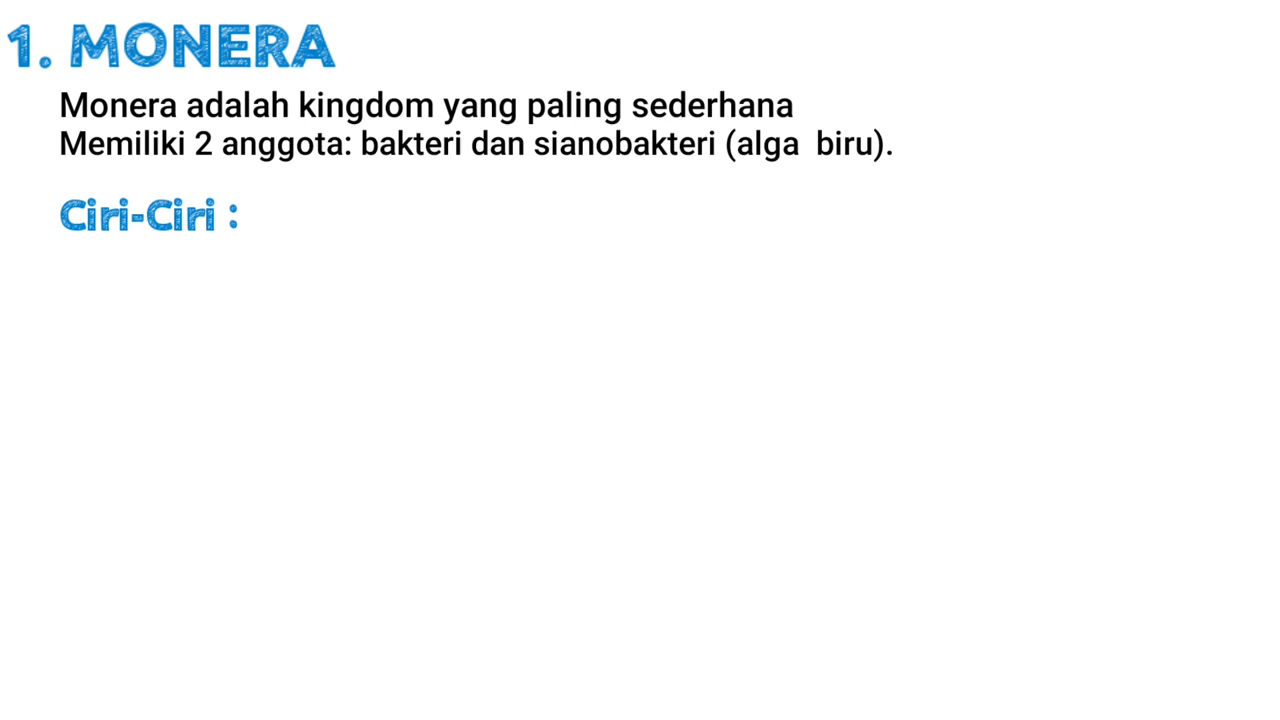 1. MONERA
Monera adalah kingdom yang paling sederhana
Memiliki 2 anggota: bakteri dan sianobakteri (alga  biru).
Ciri-Ciri :